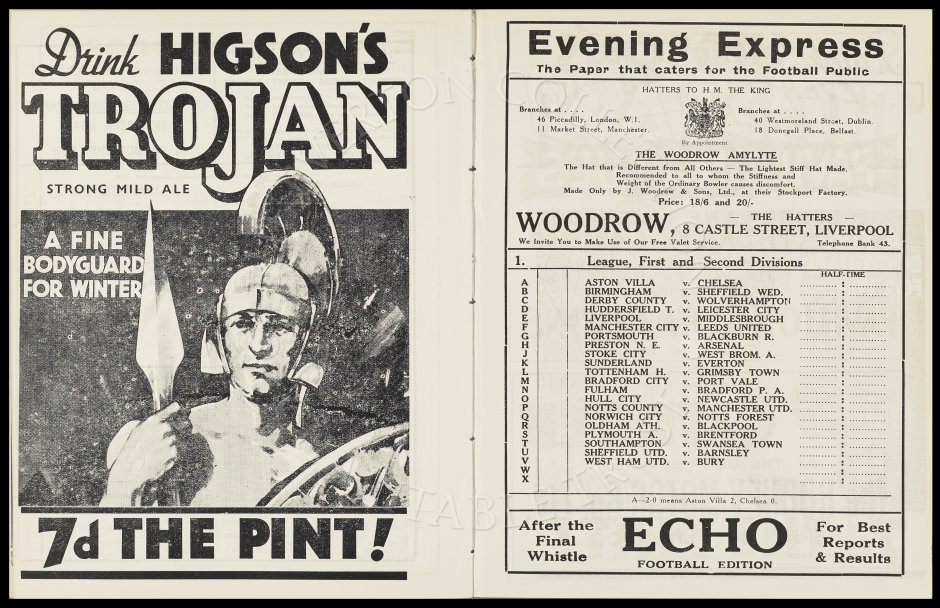 Drink HIGSON'S
TROJAN
STRONG MILD ALE
A FINE
BODYGUARD
FOR WINTER
7d THE PINT!
Evening Express
The Paper that caters for the Football Public
HATTERS TO H.M. THE KING
Branches at ....
46 Piccadilly, London, W.1.
11 Market Street, Manchester.
By Appointment
Branches at ....
40 Westmoreland Street, Dublin.
18 Donegall Place, Belfast.
THE WOODROW AMYLYTE
The Hat that is Different from All Others — The Lightest Stiff Hat Made.
Recommended to all to whom the Stiffness and
Weight of the Ordinary Bowler causes discomfort.
Made Only by J. Woodrow & Sons, Ltd., at their Stockport Factory.
Price: 18/6 and 20/-
WOODROW, — THE HATTERS —
8 CASTLE STREET, LIVERPOOL
We Invite You to Make Use of Our Free Valet Service. Telephone Bank 43.
1. League, First and Second Divisions
HALF-TIME
A ASTON VILLA v. CHELSEA
B BIRMINGHAM v. SHEFFIELD WED.
C DERBY COUNTY v. WOLVERHAMPTON
D HUDDERSFIELD T. v. LEICESTER CITY
E LIVERPOOL v. MIDDLESBROUGH
F MANCHESTER CITY v. LEEDS UNITED
G PORTSMOUTH v. BLACKBURN R.
H PRESTON N. E. v. ARSENAL
J STOKE CITY v. WEST BROM. A.
K SUNDERLAND v. EVERTON
L TOTTENHAM H. v. GRIMSBY TOWN
M BRADFORD CITY v. PORT VALE
N FULHAM v. BRADFORD P. A.
O HULL CITY v. NEWCASTLE UTD.
P NOTTS COUNTY v. MANCHESTER UTD.
Q NORWICH CITY v. NOTTS FOREST
R OLDHAM ATH. v. BLACKPOOL
S PLYMOUTH A. v. BRENTFORD
T SOUTHAMPTON v. SWANSEA TOWN
U SHEFFIELD UTD. v. BARNSLEY
V WEST HAM UTD. v. BURY
W
X
A—2-0 means Aston Villa 2, Chelsea 0.
After the
Final
Whistle
ECHO
FOOTBALL EDITION
For Best
Reports
& Results